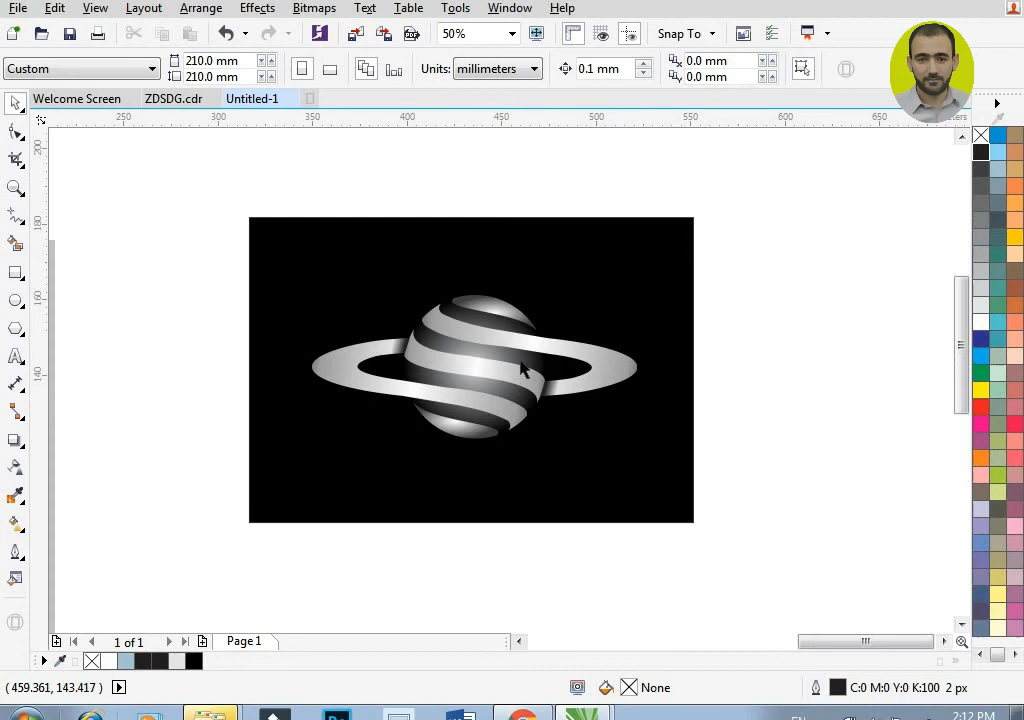 File Edit View Layout Arrange Effects Bitmaps Text Table Tools Window Help
50% Snap To
Custom 210.0 mm 210.0 mm Units: millimeters 0.1 mm 0.0 mm 0.0 mm
Welcome Screen ZDSDG.cdr Untitled-1
250 300 350 400 450 500 550 600 650
200
180
160
140
1 of 1 Page 1
( 459.361, 143.417 ) None C:0 M:0 Y:0 K:100 2 px
2:12 PM